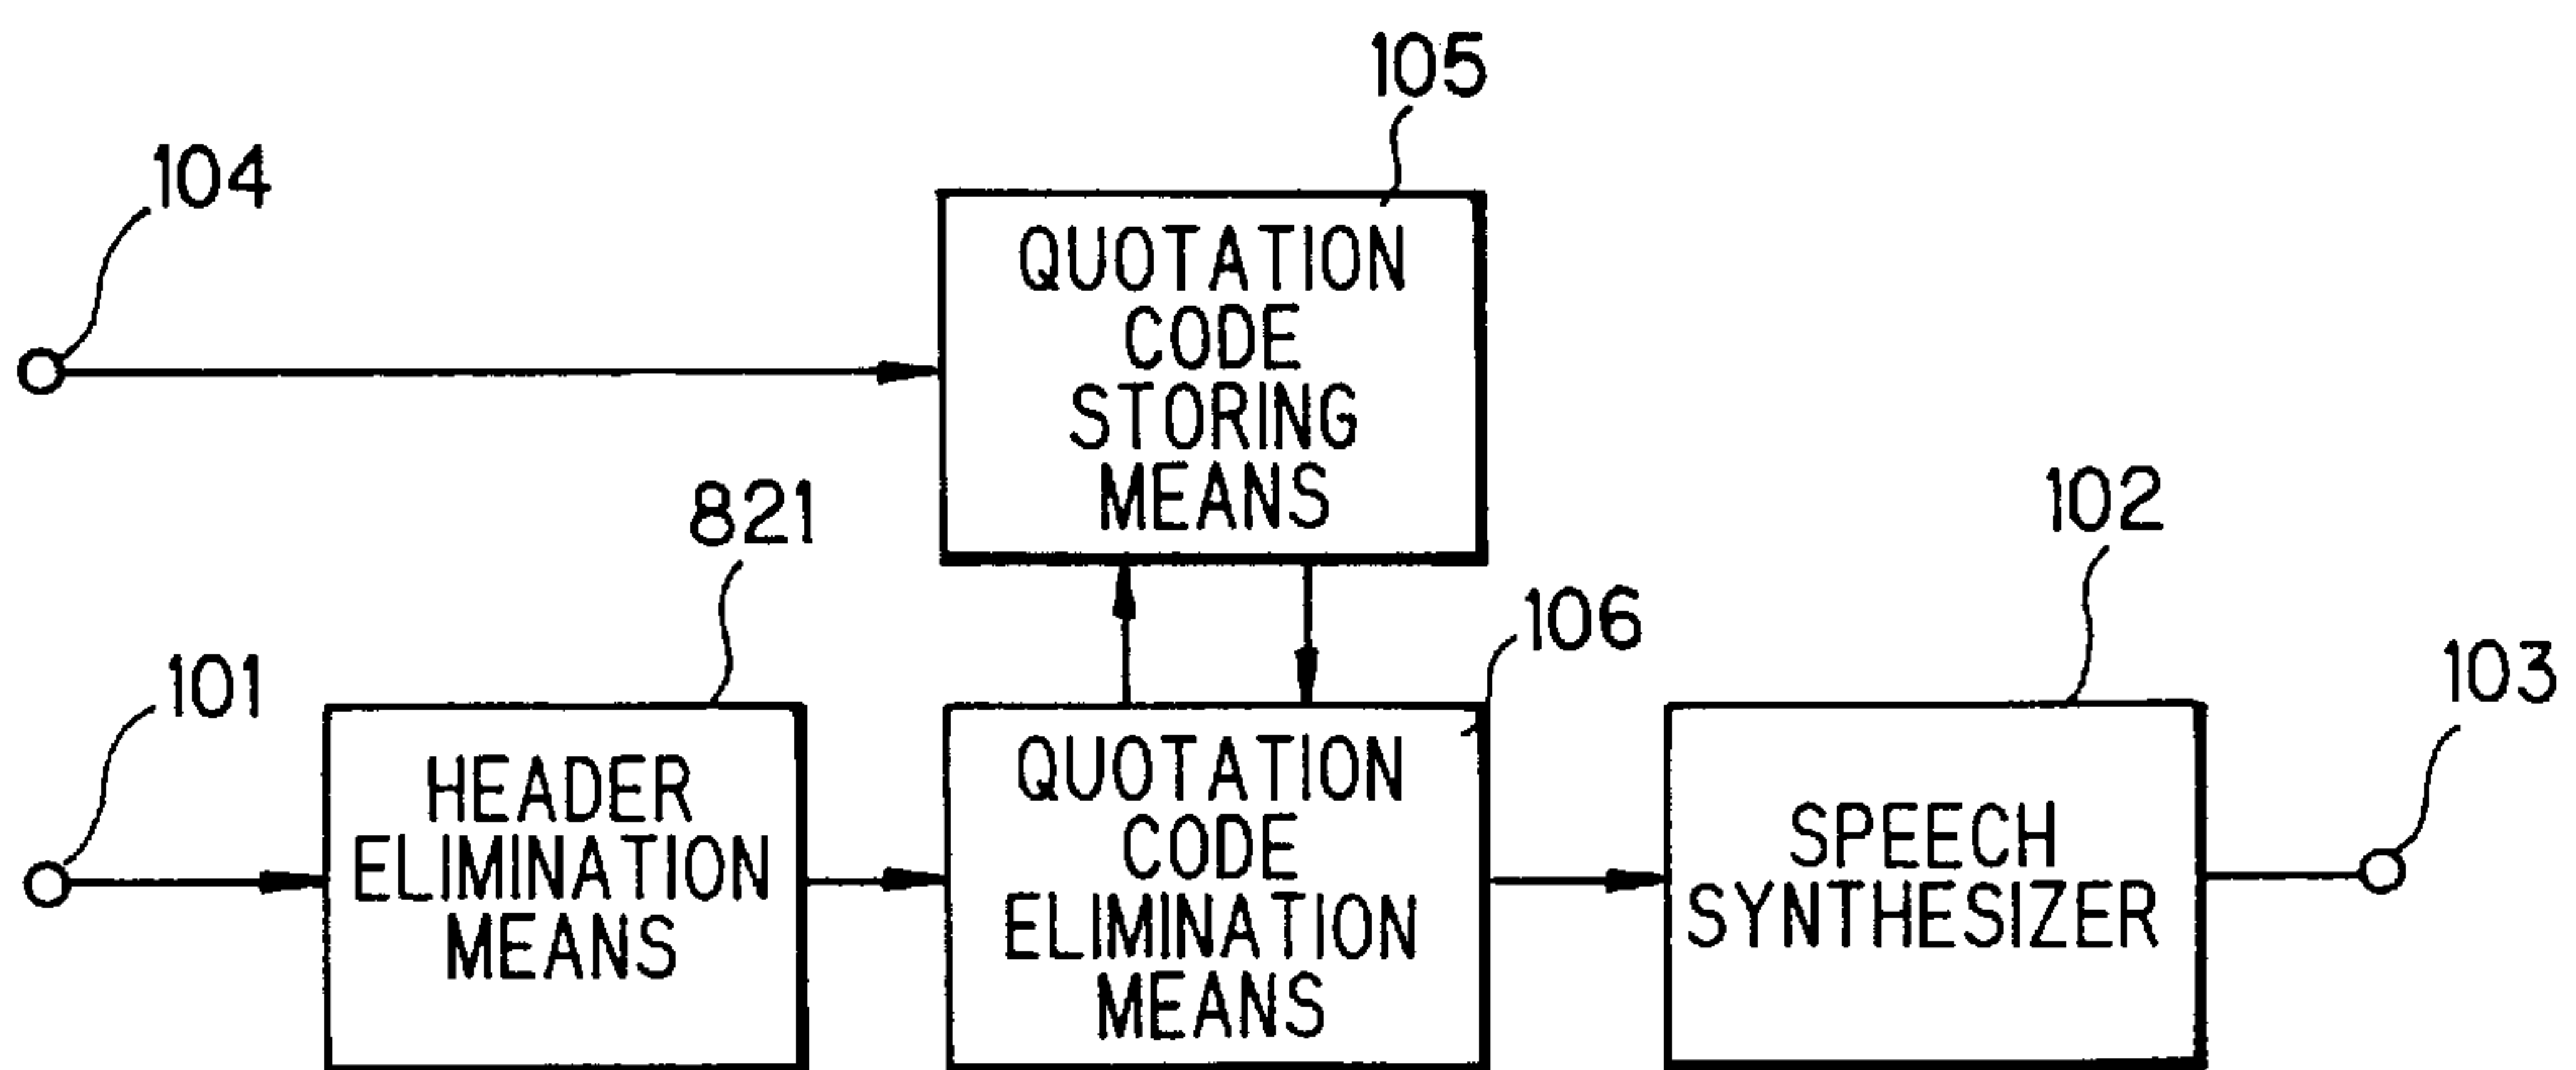 105
104
QUOTATION
CODE
STORING
MEANS
821
102
106
101
103
HEADER
ELIMINATION
MEANS
QUOTATION
CODE
ELIMINATION
MEANS
SPEECH
SYNTHESIZER